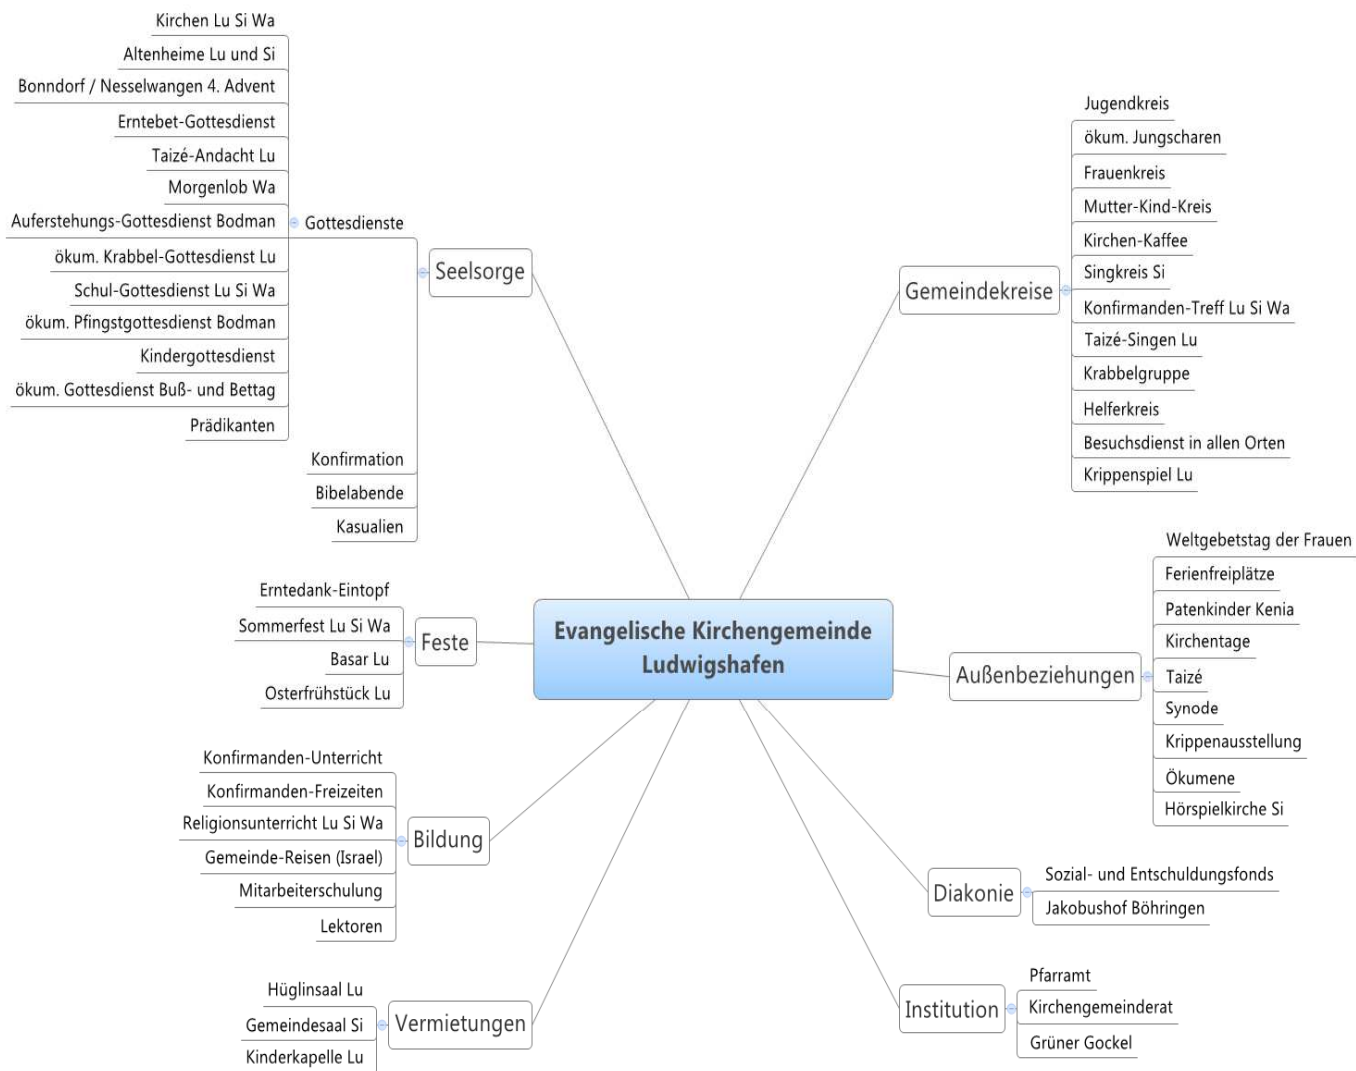 Kirchen Lu Si Wa
Altenheime Lu und Si
Bonndorf / Nesselwangen 4. Advent
Erntebet-Gottesdienst
Taizé-Andacht Lu
Morgenlob Wa
Auferstehungs-Gottesdienst Bodman
ökum. Krabbel-Gottesdienst Lu
Schul-Gottesdienst Lu Si Wa
ökum. Pfingstgottesdienst Bodman
Kindergottesdienst
ökum. Gottesdienst Buß- und Bettag
Prädikanten
Gottesdienste
Konfirmation
Bibelabende
Kasualien
Seelsorge
Erntedank-Eintopf
Sommerfest Lu Si Wa
Basar Lu
Osterfrühstück Lu
Feste
Konfirmanden-Unterricht
Konfirmanden-Freizeiten
Religionsunterricht Lu Si Wa
Gemeinde-Reisen (Israel)
Mitarbeiterschulung
Lektoren
Bildung
Hüglinsaal Lu
Gemeindesaal Si
Kinderkapelle Lu
Vermietungen
Evangelische Kirchengemeinde
Ludwigshafen
Gemeindekreise
Jugendkreis
ökum. Jungscharen
Frauenkreis
Mutter-Kind-Kreis
Kirchen-Kaffee
Singkreis Si
Konfirmanden-Treff Lu Si Wa
Taizé-Singen Lu
Krabbelgruppe
Helferkreis
Besuchsdienst in allen Orten
Krippenspiel Lu
Außenbeziehungen
Weltgebetstag der Frauen
Ferienfreiplätze
Patenkinder Kenia
Kirchentage
Taizé
Synode
Krippenausstellung
Ökumene
Hörspielkirche Si
Diakonie
Sozial- und Entschuldungsfonds
Jakobushof Böhringen
Institution
Pfarramt
Kirchengemeinderat
Grüner Gockel